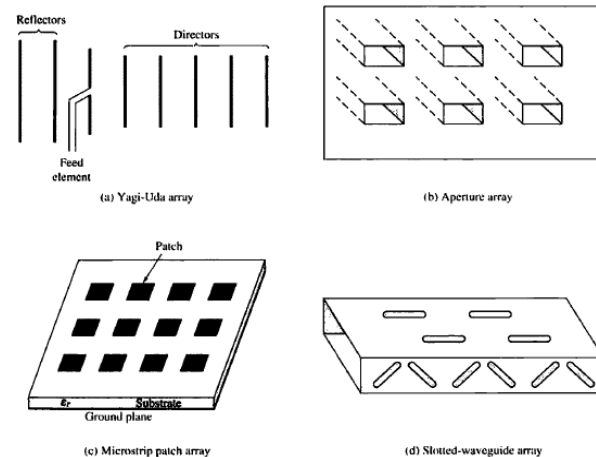 Reflectors
Directors
Feed
element
(a) Yagi-Uda array
(b) Aperture array
Patch
εr
Substrate
Ground plane
(c) Microstrip patch array
(d) Slotted-waveguide array